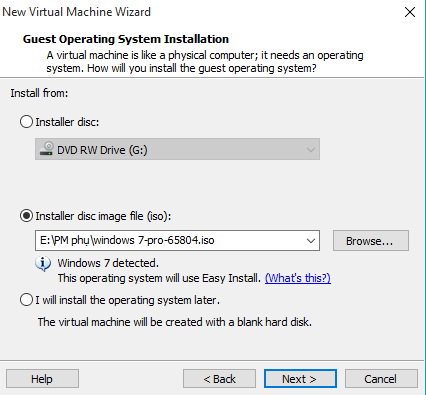 New Virtual Machine Wizard
Guest Operating System Installation
A virtual machine is like a physical computer; it needs an operating
system. How will you install the guest operating system?
Install from:
Installer disc:
DVD RW Drive (G:)
Installer disc image file (iso):
E:\PM phụ\windows 7-pro-65804.iso
Browse...
Windows 7 detected.
This operating system will use Easy Install. (What's this?)
I will install the operating system later.
The virtual machine will be created with a blank hard disk.
Help
< Back
Next >
Cancel